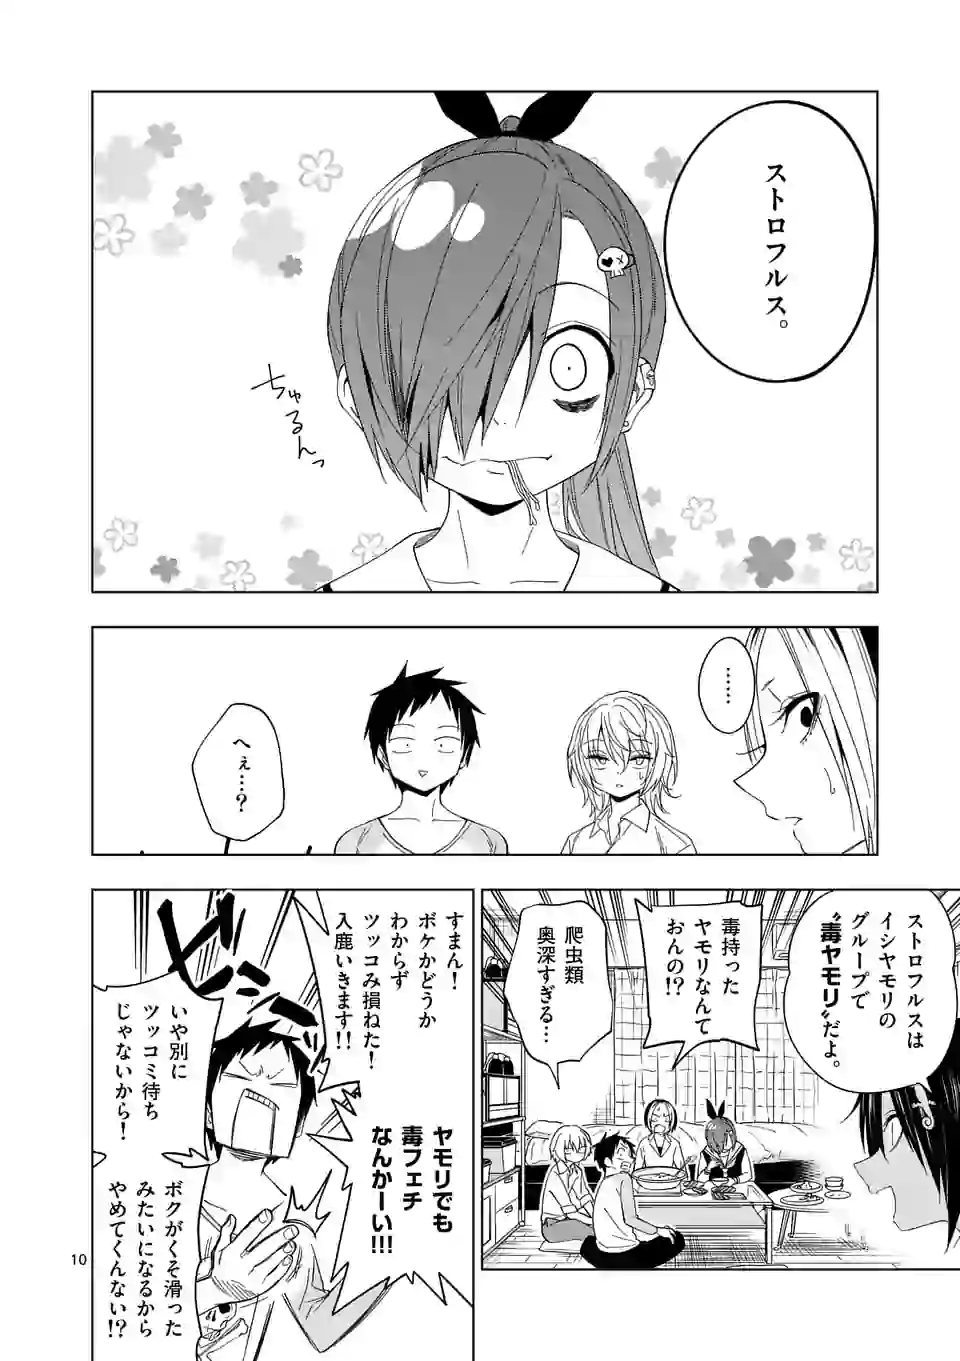 ストロフルス。
ちゅるんっ
……
へぇ…?
ストロフルスは
イシヤモリの
グループで
〝毒ヤモリ〟だよ。
毒持った
ヤモリなんて
おんの!?
爬虫類
奥深すぎる…
すまん!
ボケかどうか
わからず
ツッコみ損ねた!
入鹿いきます!!
ヤモリでも
毒フェチ
なんかーい!!!
いや別に
ツッコミ待ち
じゃないから!
ボクがくそ滑った
みたいになるから
やめてくんない!?
10